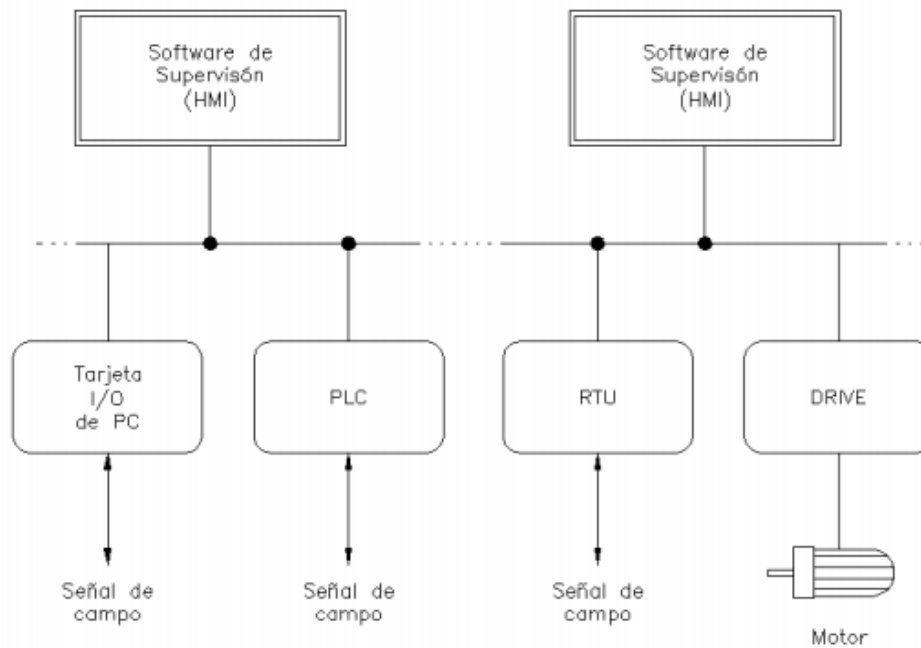 Software de
Supervisón
(HMI)
Software de
Supervisón
(HMI)
Tarjeta
I/O
de PC
PLC
RTU
DRIVE
Señal de
campo
Señal de
campo
Señal de
campo
Motor